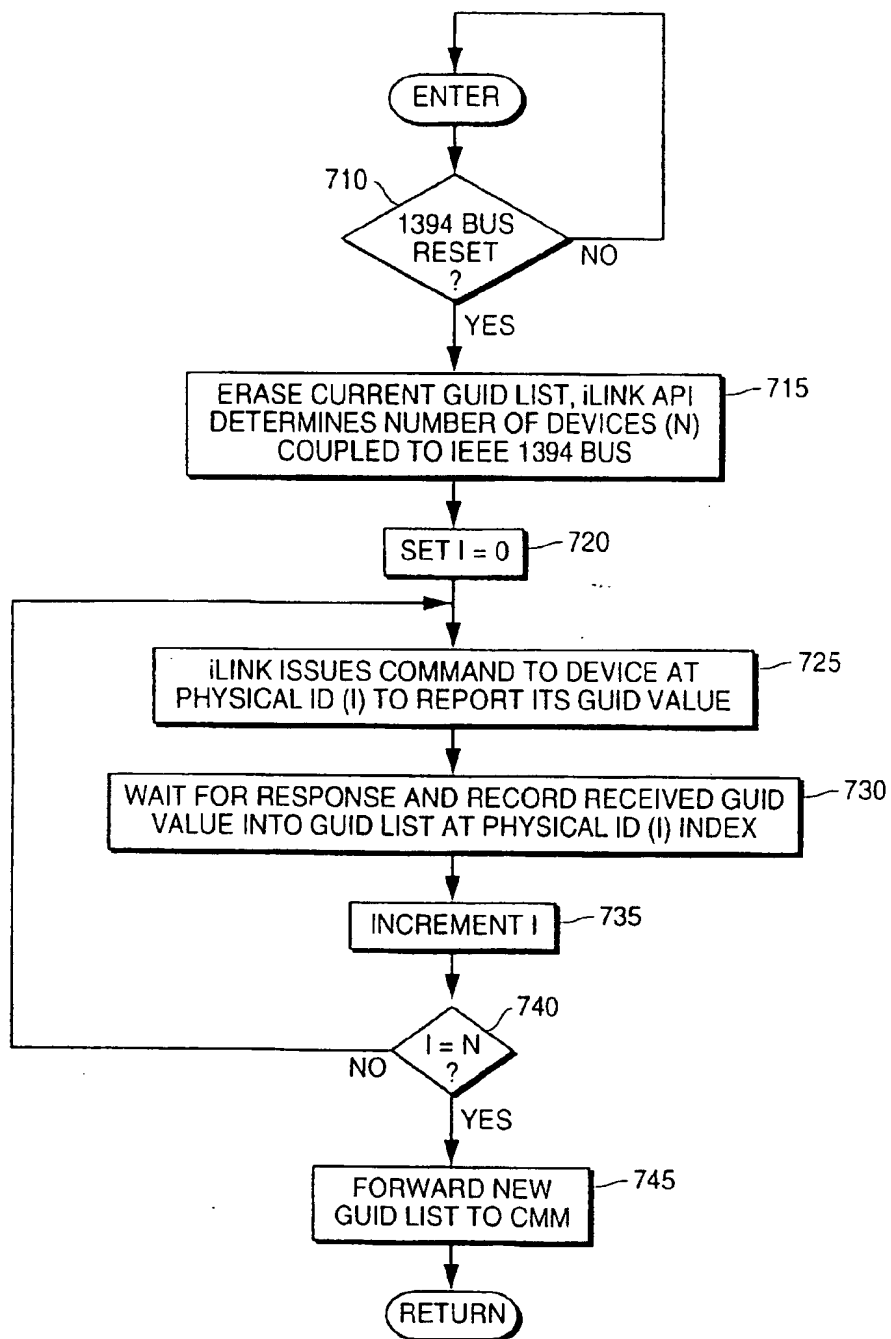 ENTER
710
1394 BUS
RESET
?
NO
YES
ERASE CURRENT GUID LIST, iLINK API
DETERMINES NUMBER OF DEVICES (N)
COUPLED TO IEEE 1394 BUS
715
SET I = 0
720
iLINK ISSUES COMMAND TO DEVICE AT
PHYSICAL ID (I) TO REPORT ITS GUID VALUE
725
WAIT FOR RESPONSE AND RECORD RECEIVED GUID
VALUE INTO GUID LIST AT PHYSICAL ID (I) INDEX
730
INCREMENT I
735
740
I = N
?
NO
YES
FORWARD NEW
GUID LIST TO CMM
745
RETURN